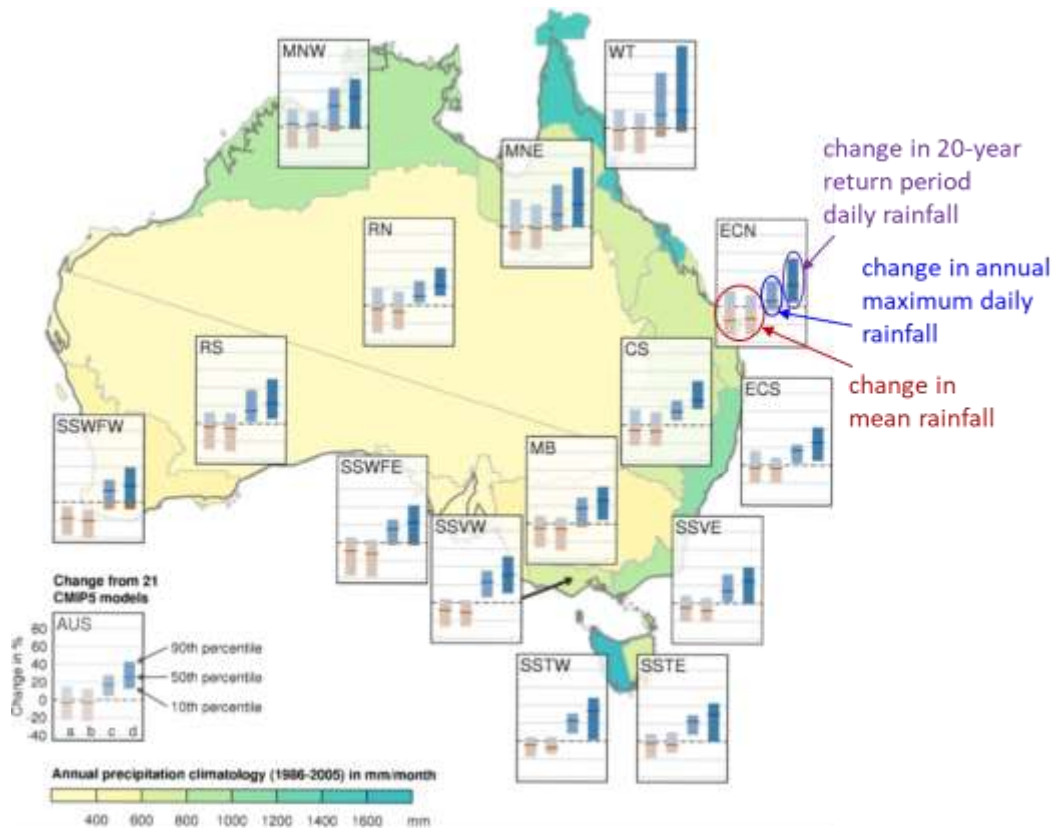 MNW
WT
MNE
change in 20-year
return period
daily rainfall
RN
ECN
change in annual
maximum daily
rainfall
RS
CS
change in
mean rainfall
ECS
SSWFW
MB
SSWFE
SSVW
SSVE
Change from 21
CMIP5 models
AUS
80
60
40
20
0
-20
-40
Change in %
90th percentile
50th percentile
10th percentile
a b c d
SSTW
SSTE
Annual precipitation climatology (1986-2005) in mm/month
400 600 800 1000 1200 1400 1600 mm